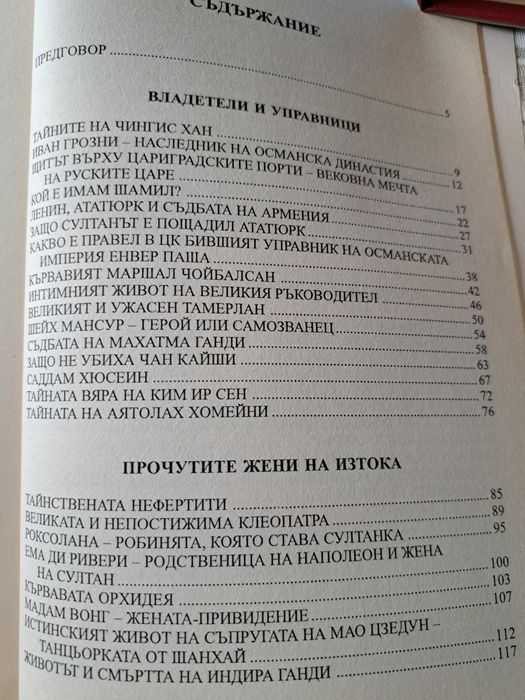 СЪДЪРЖАНИЕ
ПРЕДГОВОР 5
ВЛАДЕТЕЛИ И УПРАВНИЦИ
ТАЙНИТЕ НА ЧИНГИС ХАН 9
ИВАН ГРОЗНИ – НАСЛЕДНИК НА ОСМАНСКА ДИНАСТИЯ 12
ЩИТЪТ ВЪРХУ ЦАРИГРАДСКИТЕ ПОРТИ – ВЕКОВНА МЕЧТА
НА РУСКИТЕ ЦАРЕ 17
КОЙ Е ИМАМ ШАМИЛ? 22
ЛЕНИН, АТАТЮРК И СЪДБАТА НА АРМЕНИЯ 27
ЗАЩО СУЛТАНЪТ Е ПОЩАДИЛ АТАТЮРК 31
КАКВО Е ПРАВЕЛ В ЦК БИВШИЯТ УПРАВНИК НА ОСМАНСКАТА
ИМПЕРИЯ ЕНВЕР ПАША 38
КЪРВАВИЯТ МАРШАЛ ЧОЙБАЛСАН 42
ИНТИМНИЯТ ЖИВОТ НА ВЕЛИКИЯ РЪКОВОДИТЕЛ 46
ВЕЛИКИЯТ И УЖАСЕН ТАМЕРЛАН 50
ШЕЙХ МАНСУР – ГЕРОЙ ИЛИ САМОЗВАНЕЦ 54
СЪДБАТА НА МАХАТМА ГАНДИ 58
ЗАЩО НЕ УБИХА ЧАН КАЙШИ 63
САДДАМ ХЮСЕИН 67
ТАЙНАТА ВЯРА НА КИМ ИР СЕН 72
ТАЙНАТА НА АЯТОЛАХ ХОМЕЙНИ 76
ПРОЧУТИТЕ ЖЕНИ НА ИЗТОКА
ТАЙНСТВЕНАТА НЕФЕРТИТИ 85
ВЕЛИКАТА И НЕПОСТИЖИМА КЛЕОПАТРА 89
РОКСОЛАНА – РОБИНЯТА, КОЯТО СТАВА СУЛТАНКА 95
ЕМА ДИ РИВЕРИ – РОДСТВЕНИЦА НА НАПОЛЕОН И ЖЕНА
НА СУЛТАН 100
КЪРВАВАТА ОРХИДЕЯ 103
МАДАМ ВОНГ – ЖЕНАТА-ПРИВИДЕНИЕ 107
ИСТИНСКИЯТ ЖИВОТ НА СЪПРУГАТА НА МАО ЦЗЕДУН –
ТАНЦЬОРКАТА ОТ ШАНХАЙ 112
ЖИВОТЪТ И СМЪРТТА НА ИНДИРА ГАНДИ 117